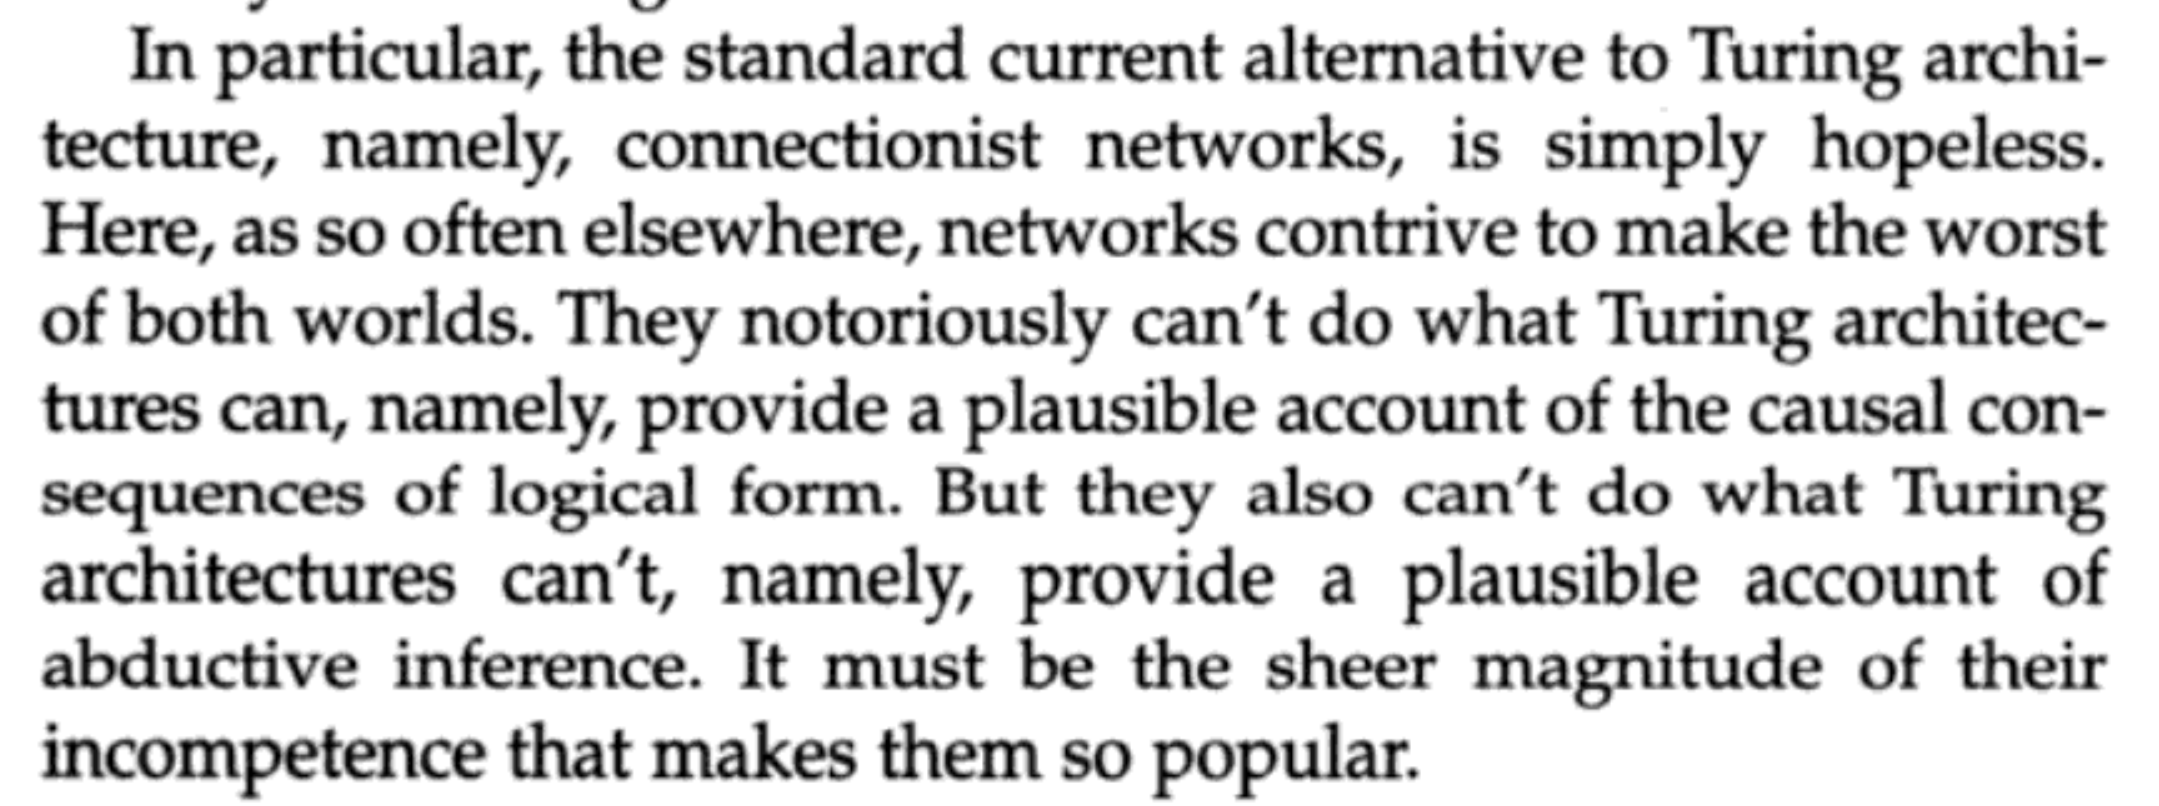 In particular, the standard current alternative to Turing archi-
tecture, namely, connectionist networks, is simply hopeless.
Here, as so often elsewhere, networks contrive to make the worst
of both worlds. They notoriously can't do what Turing architec-
tures can, namely, provide a plausible account of the causal con-
sequences of logical form. But they also can't do what Turing
architectures can't, namely, provide a plausible account of
abductive inference. It must be the sheer magnitude of their
incompetence that makes them so popular.